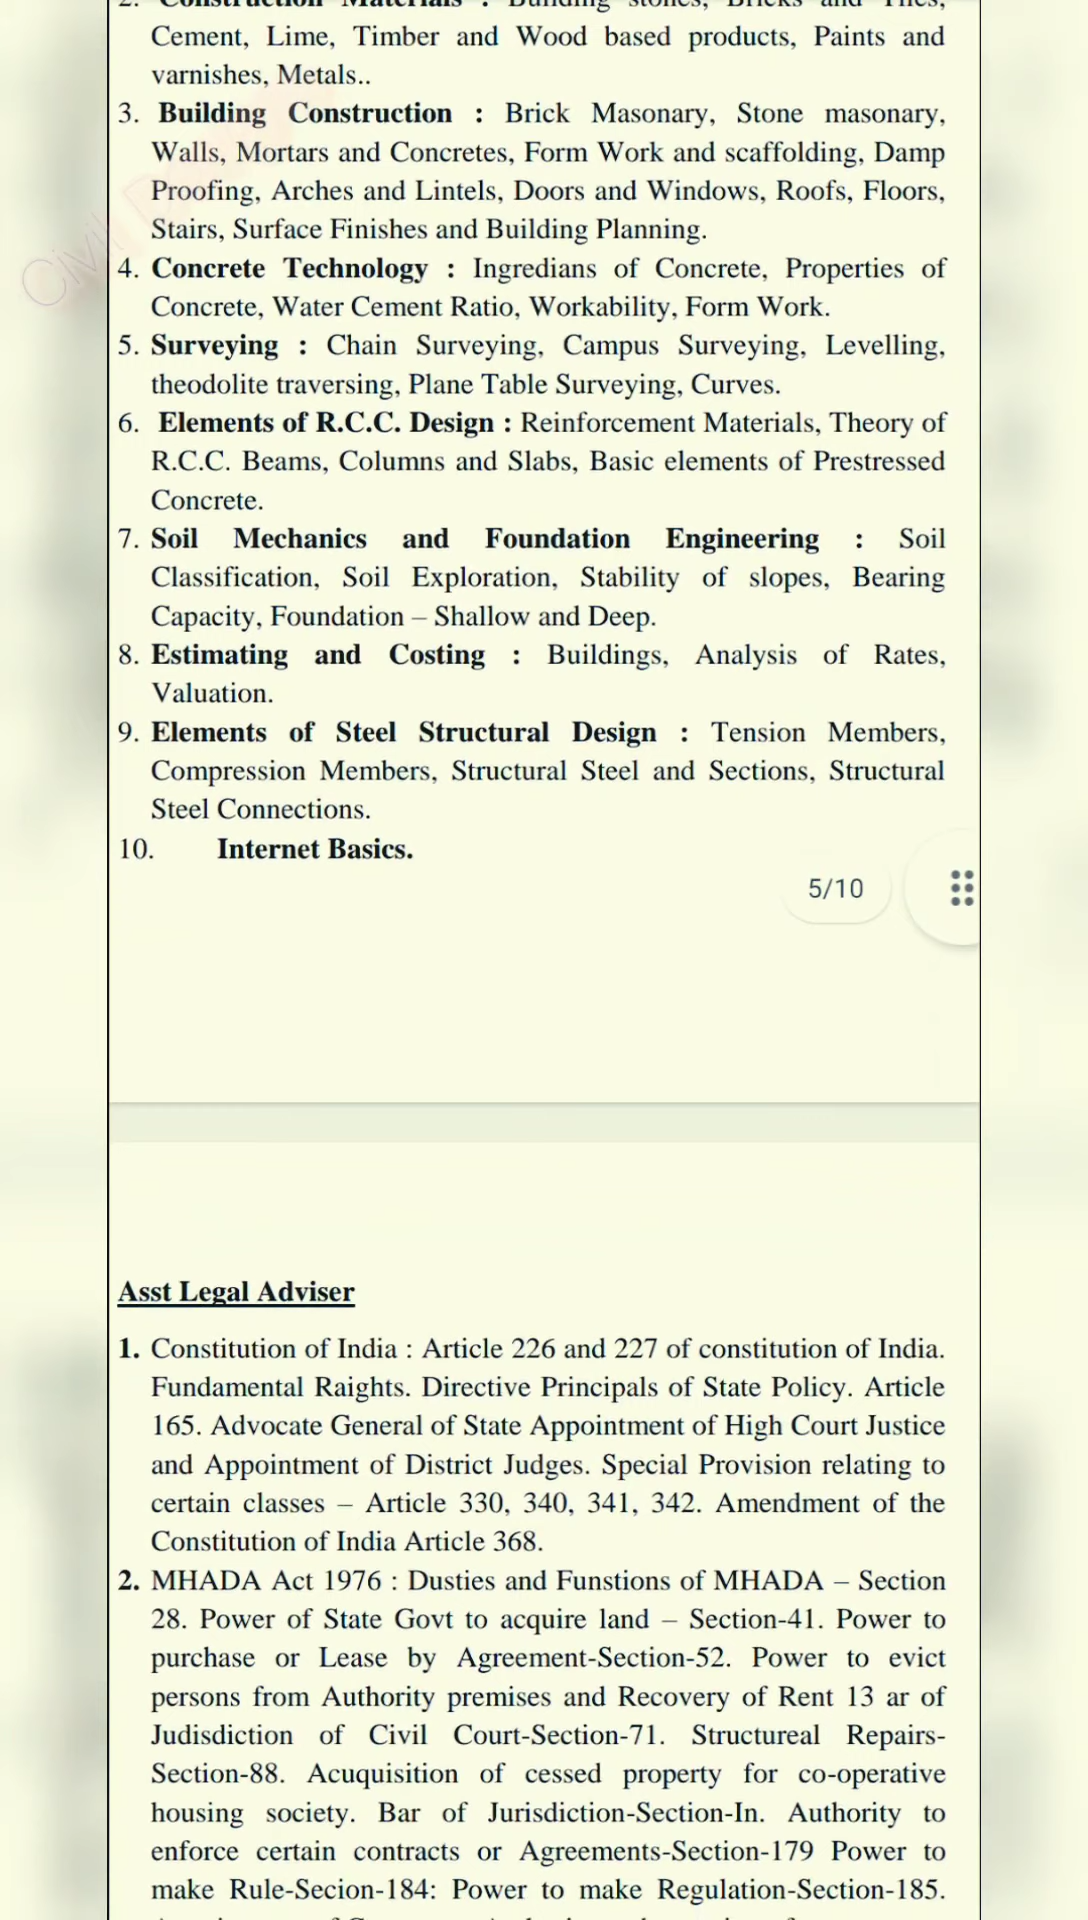 2. Construction Materials : Building stones, Bricks and Tiles,
Cement, Lime, Timber and Wood based products, Paints and
varnishes, Metals..
3. Building Construction : Brick Masonary, Stone masonary,
Walls, Mortars and Concretes, Form Work and scaffolding, Damp
Proofing, Arches and Lintels, Doors and Windows, Roofs, Floors,
Stairs, Surface Finishes and Building Planning.
4. Concrete Technology : Ingredians of Concrete, Properties of
Concrete, Water Cement Ratio, Workability, Form Work.
5. Surveying : Chain Surveying, Campus Surveying, Levelling,
theodolite traversing, Plane Table Surveying, Curves.
6. Elements of R.C.C. Design : Reinforcement Materials, Theory of
R.C.C. Beams, Columns and Slabs, Basic elements of Prestressed
Concrete.
7. Soil Mechanics and Foundation Engineering : Soil
Classification, Soil Exploration, Stability of slopes, Bearing
Capacity, Foundation – Shallow and Deep.
8. Estimating and Costing : Buildings, Analysis of Rates,
Valuation.
9. Elements of Steel Structural Design : Tension Members,
Compression Members, Structural Steel and Sections, Structural
Steel Connections.
10. Internet Basics.
5/10
Civil
Asst Legal Adviser
1. Constitution of India : Article 226 and 227 of constitution of India.
Fundamental Raights. Directive Principals of State Policy. Article
165. Advocate General of State Appointment of High Court Justice
and Appointment of District Judges. Special Provision relating to
certain classes – Article 330, 340, 341, 342. Amendment of the
Constitution of India Article 368.
2. MHADA Act 1976 : Dusties and Funstions of MHADA – Section
28. Power of State Govt to acquire land – Section-41. Power to
purchase or Lease by Agreement-Section-52. Power to evict
persons from Authority premises and Recovery of Rent 13 ar of
Judisdiction of Civil Court-Section-71. Structureal Repairs-
Section-88. Acuquisition of cessed property for co-operative
housing society. Bar of Jurisdiction-Section-In. Authority to
enforce certain contracts or Agreements-Section-179 Power to
make Rule-Secion-184: Power to make Regulation-Section-185.